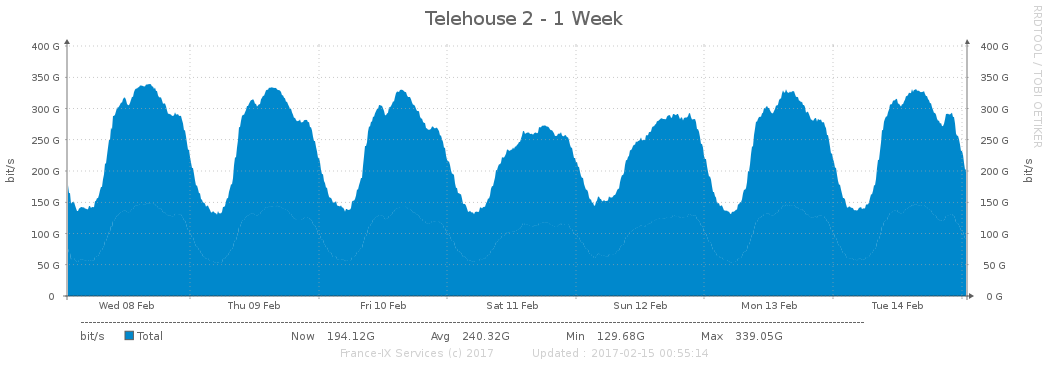 Telehouse 2 - 1 Week
RRDTOOL / TOBI OETIKER
bit/s
400 G 400 G
350 G 350 G
300 G 300 G
250 G 250 G
200 G 200 G
150 G 150 G
100 G 100 G
50 G 50 G
0 0 G
bit/s
Wed 08 Feb Thu 09 Feb Fri 10 Feb Sat 11 Feb Sun 12 Feb Mon 13 Feb Tue 14 Feb
bit/s Total Now 194.12G Avg 240.32G Min 129.68G Max 339.05G
France-IX Services (c) 2017 Updated : 2017-02-15 00:55:14